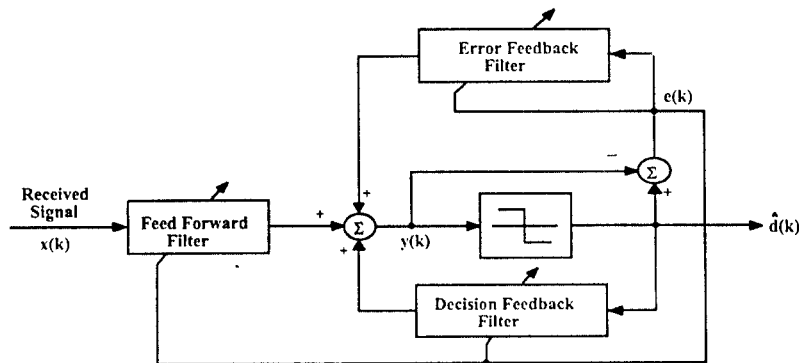 Error Feedback
Filter
e(k)
−
Σ
+
Received
Signal
x(k)
Feed Forward
Filter
+
+
+
Σ
y(k)
d̂(k)
Decision Feedback
Filter